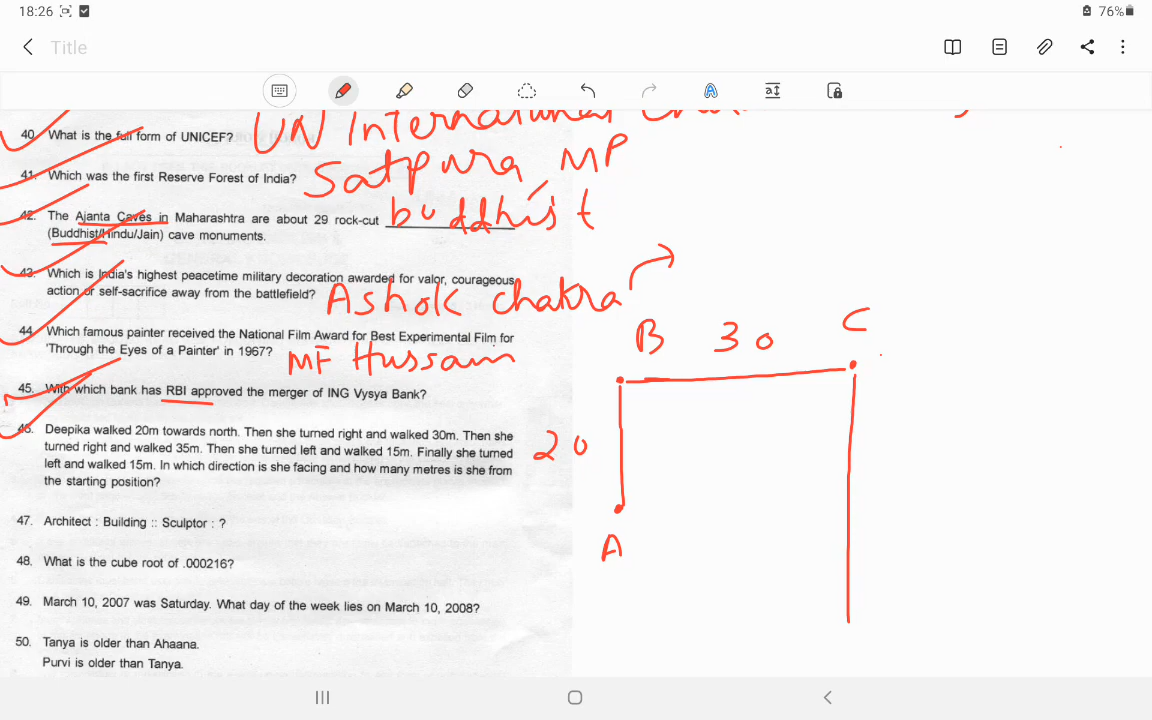 18:26
76%
Title
UN International
40. What is the full form of UNICEF?
Satpura MP
41. Which was the first Reserve Forest of India?
buddhist
42. The Ajanta Caves in Maharashtra are about 29 rock-cut
(Buddhist/Hindu/Jain) cave monuments.
43. Which is India's highest peacetime military decoration awarded for valor, courageous
action or self-sacrifice away from the battlefield?
Ashok chakra
44. Which famous painter received the National Film Award for Best Experimental Film for
'Through the Eyes of a Painter' in 1967?
MF Hussain
45. With which bank has RBI approved the merger of ING Vysya Bank?
46. Deepika walked 20m towards north. Then she turned right and walked 30m. Then she
turned right and walked 35m. Then she turned left and walked 15m. Finally she turned
left and walked 15m. In which direction is she facing and how many metres is she from
the starting position?
47. Architect : Building :: Sculptor : ?
48. What is the cube root of .000216?
49. March 10, 2007 was Saturday. What day of the week lies on March 10, 2008?
50. Tanya is older than Ahaana.
Purvi is older than Tanya.
B 30 C
20
A